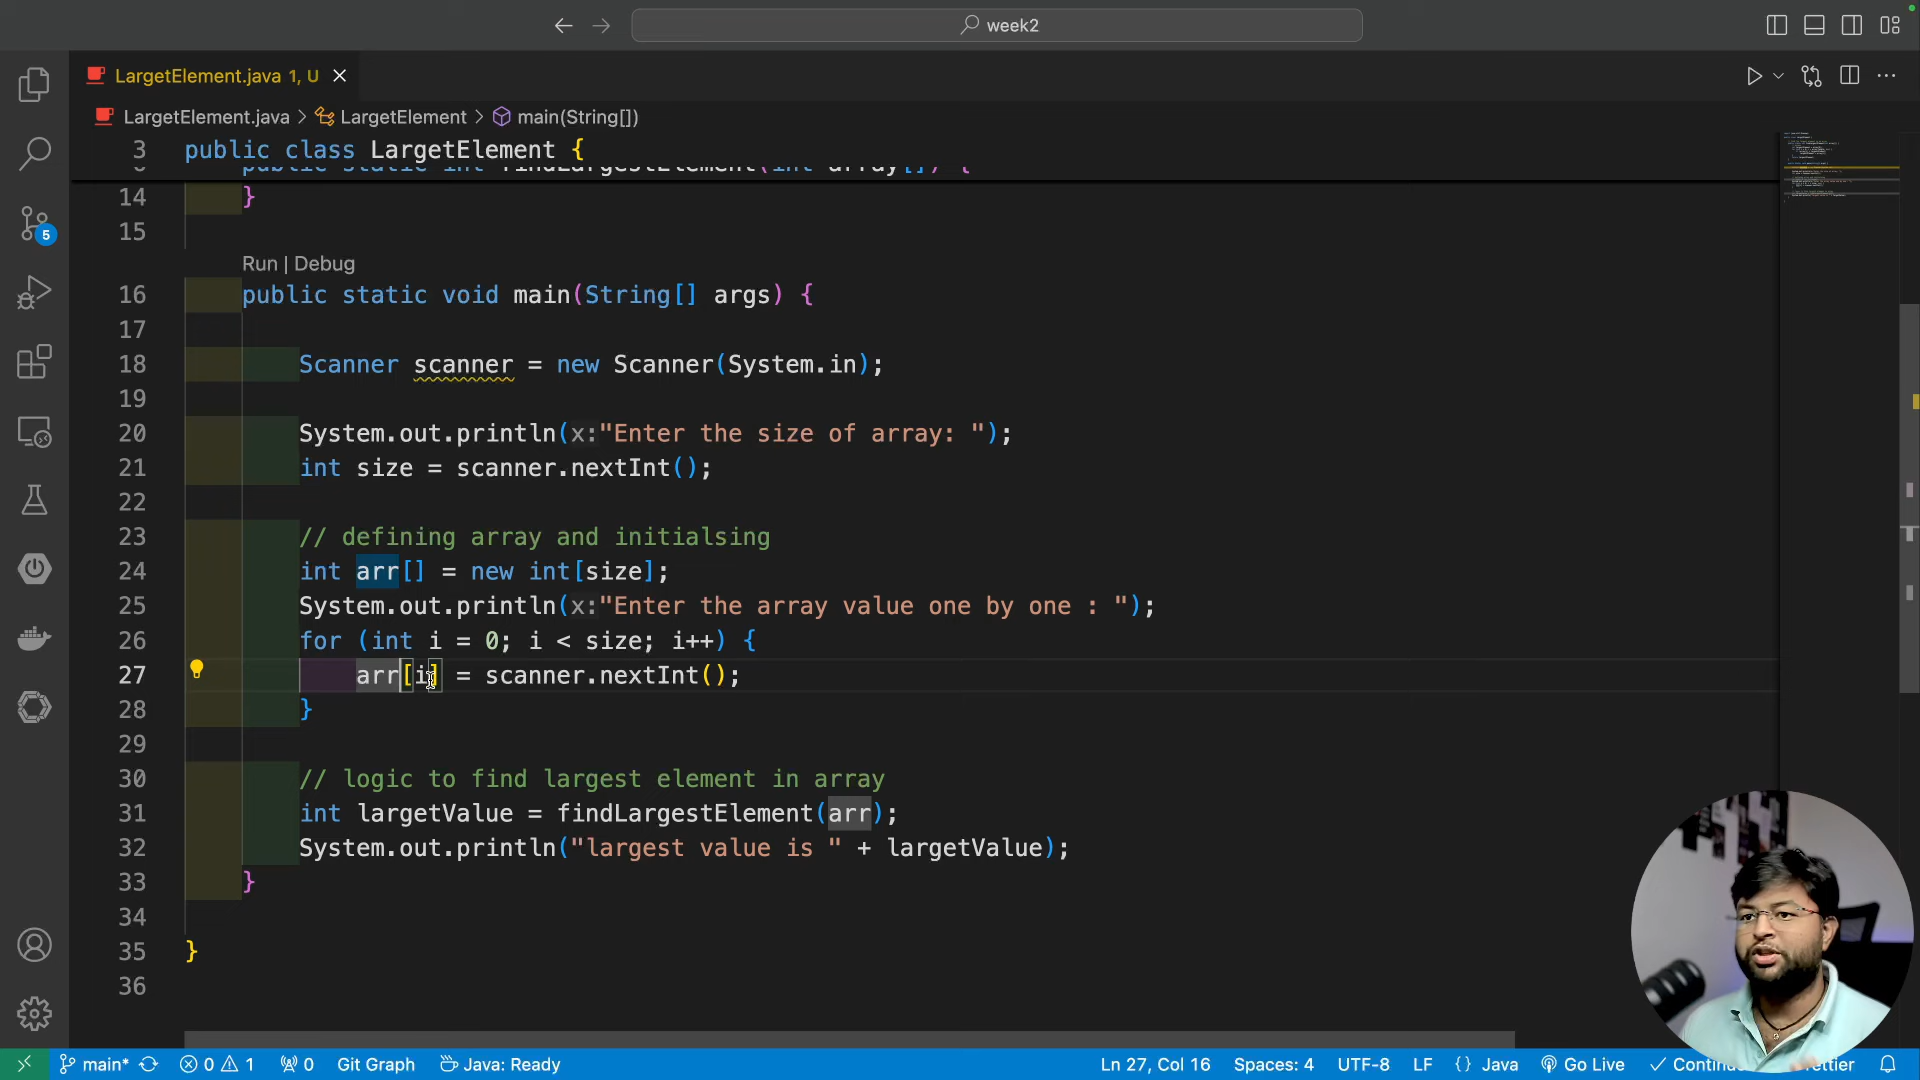 week2
LargetElement.java 1, U
LargetElement.java > LargetElement > main(String[])
3 public class LargetElement {
public static int findLargestElement(int array[]) {
14 }
15
Run | Debug
16 public static void main(String[] args) {
17
18 Scanner scanner = new Scanner(System.in);
19
20 System.out.println(x:"Enter the size of array: ");
21 int size = scanner.nextInt();
22
23 // defining array and initialsing
24 int arr[] = new int[size];
25 System.out.println(x:"Enter the array value one by one : ");
26 for (int i = 0; i < size; i++) {
27 arr[i] = scanner.nextInt();
28 }
29
30 // logic to find largest element in array
31 int largetValue = findLargestElement(arr);
32 System.out.println("largest value is " + largetValue);
33 }
34
35 }
36
5
main* 0 1 0 Git Graph Java: Ready Ln 27, Col 16 Spaces: 4 UTF-8 LF {} Java Go Live